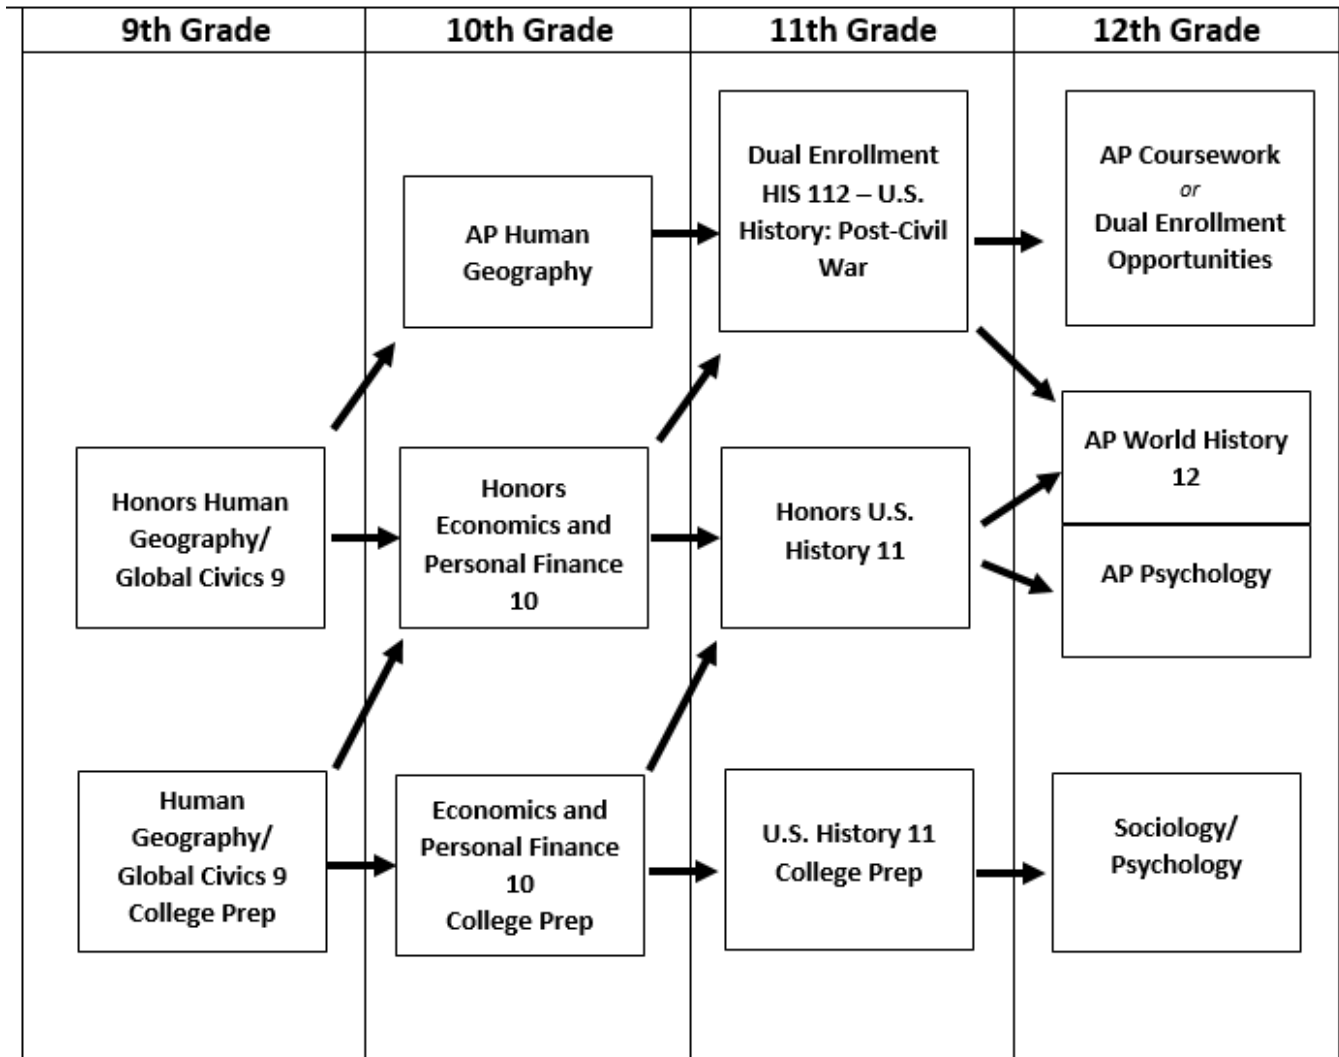 9th Grade
10th Grade
11th Grade
12th Grade
AP Human
Geography
Dual Enrollment
HIS 112 – U.S.
History: Post-Civil
War
AP Coursework
or
Dual Enrollment
Opportunities
Honors Human
Geography/
Global Civics 9
Honors
Economics and
Personal Finance
10
Honors U.S.
History 11
AP World History
12
AP Psychology
Human
Geography/
Global Civics 9
College Prep
Economics and
Personal Finance
10
College Prep
U.S. History 11
College Prep
Sociology/
Psychology